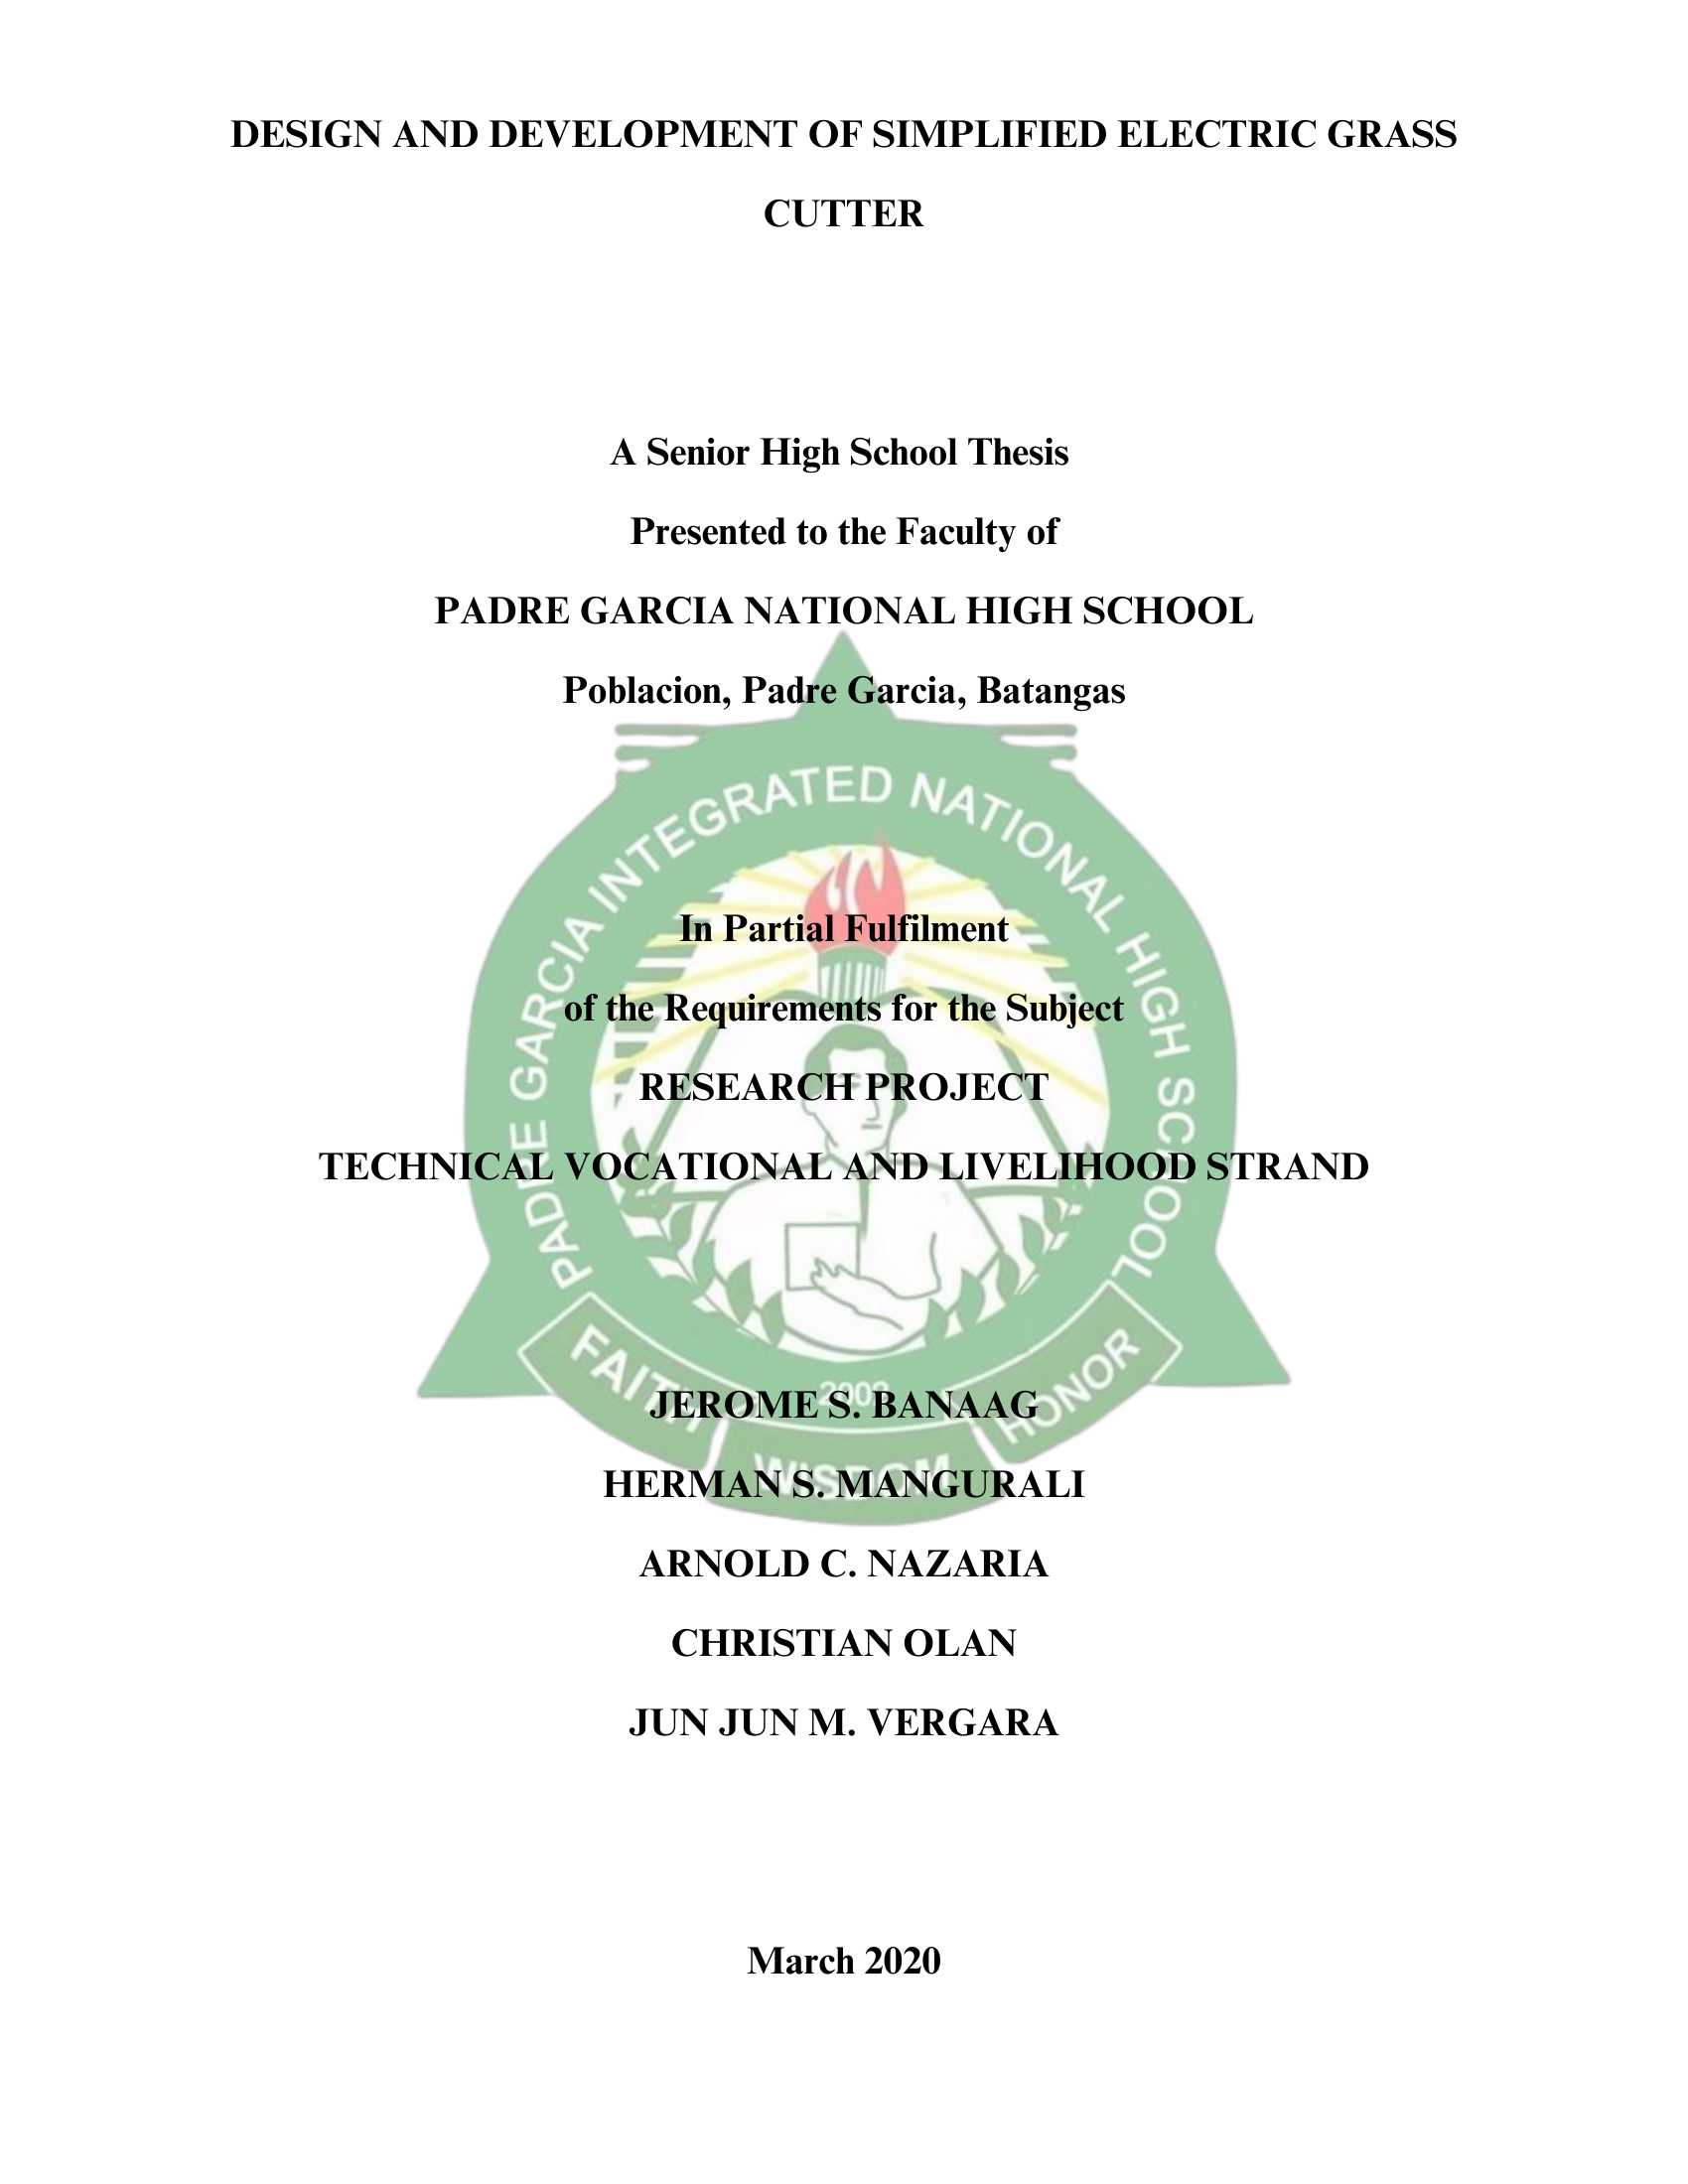 DESIGN AND DEVELOPMENT OF SIMPLIFIED ELECTRIC GRASS
CUTTER
A Senior High School Thesis
Presented to the Faculty of
PADRE GARCIA NATIONAL HIGH SCHOOL
Poblacion, Padre Garcia, Batangas
PADRE GARCIA INTEGRATED NATIONAL HIGH SCHOOL
In Partial Fulfilment
of the Requirements for the Subject
RESEARCH PROJECT
TECHNICAL VOCATIONAL AND LIVELIHOOD STRAND
FAITH
WISDOM
HONOR
JEROME S. BANAAG
HERMAN S. MANGURALI
ARNOLD C. NAZARIA
CHRISTIAN OLAN
JUN JUN M. VERGARA
March 2020